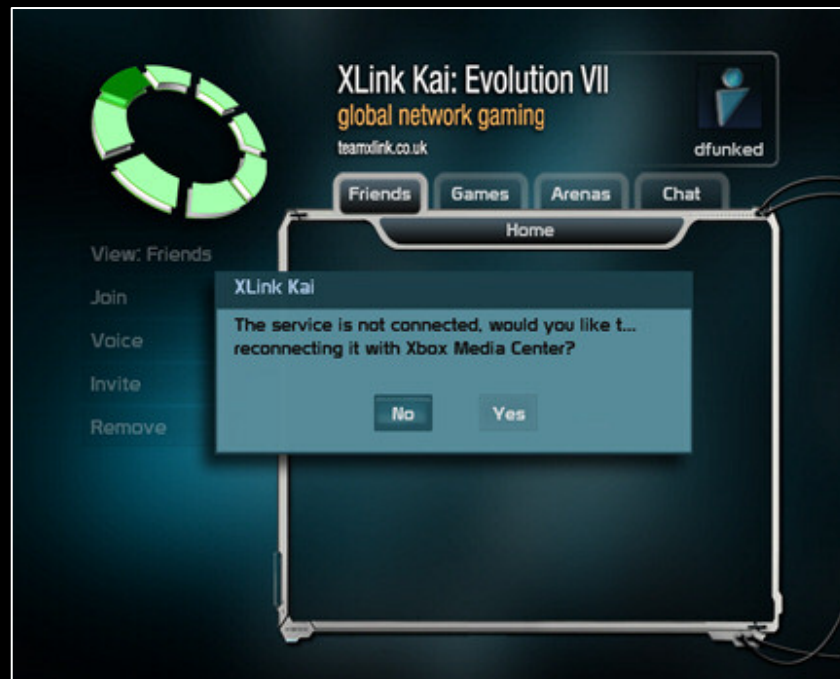 XLink Kai: Evolution VII
global network gaming
teamxlink.co.uk
dfunked
Friends Games Arenas Chat
Home
View: Friends
Join
Voice
Invite
Remove
XLink Kai
The service is not connected, would you like t...
reconnecting it with Xbox Media Center?
No Yes